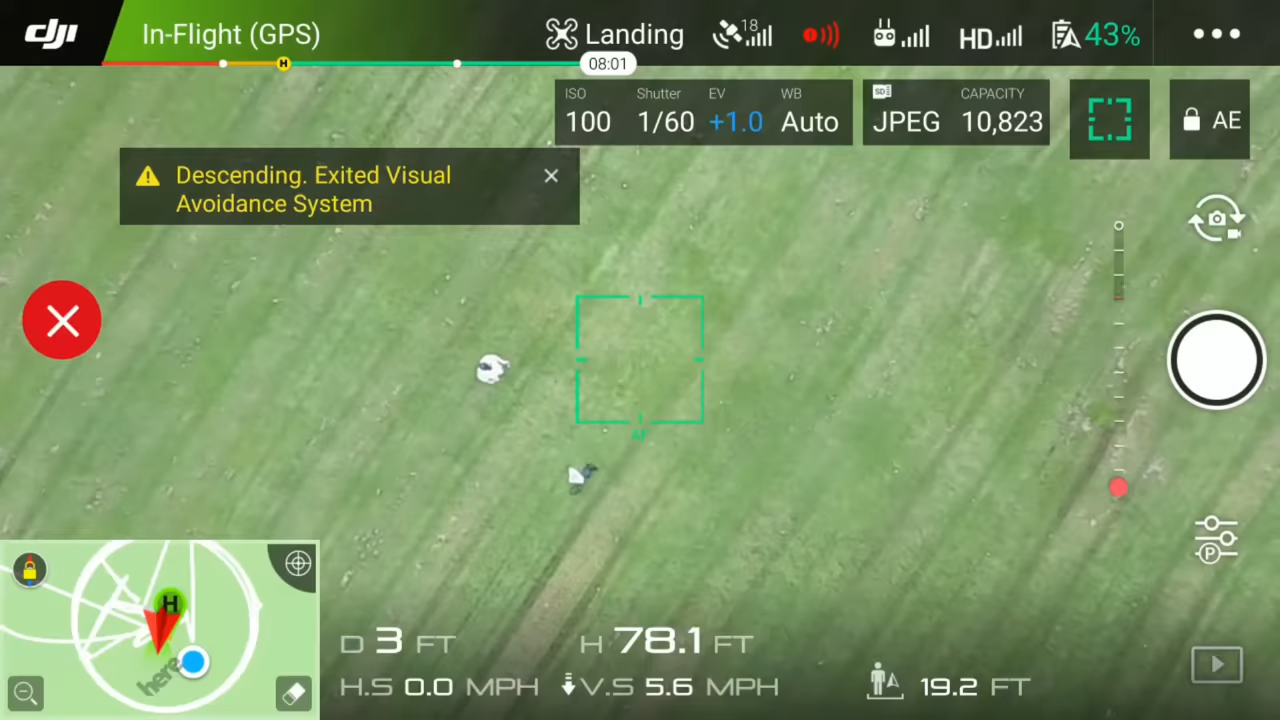 dji
In-Flight (GPS)
Landing
18
HD
43%
08:01
ISO
100
Shutter
1/60
EV
+1.0
WB
Auto
SD
JPEG
CAPACITY
10,823
AE
Descending. Exited Visual
Avoidance System
AF
H
here
P
D 3 FT
H 78.1 FT
H.S 0.0 MPH
V.S 5.6 MPH
19.2 FT